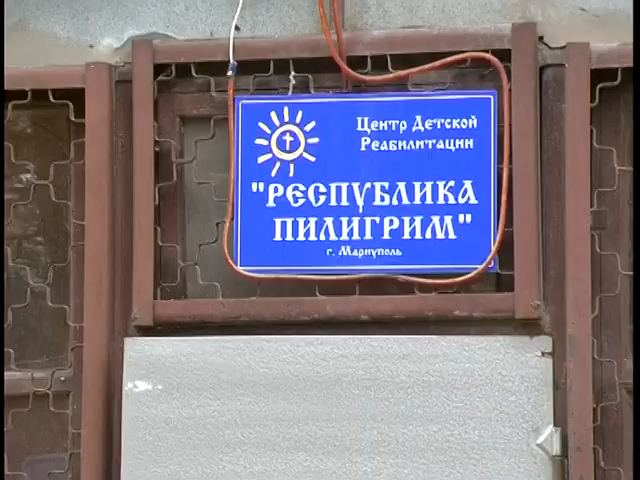 Центр Детской
Реабилитации
"РЕСПУБЛИКА
ПИЛИГРИМ"
г. Мариуполь